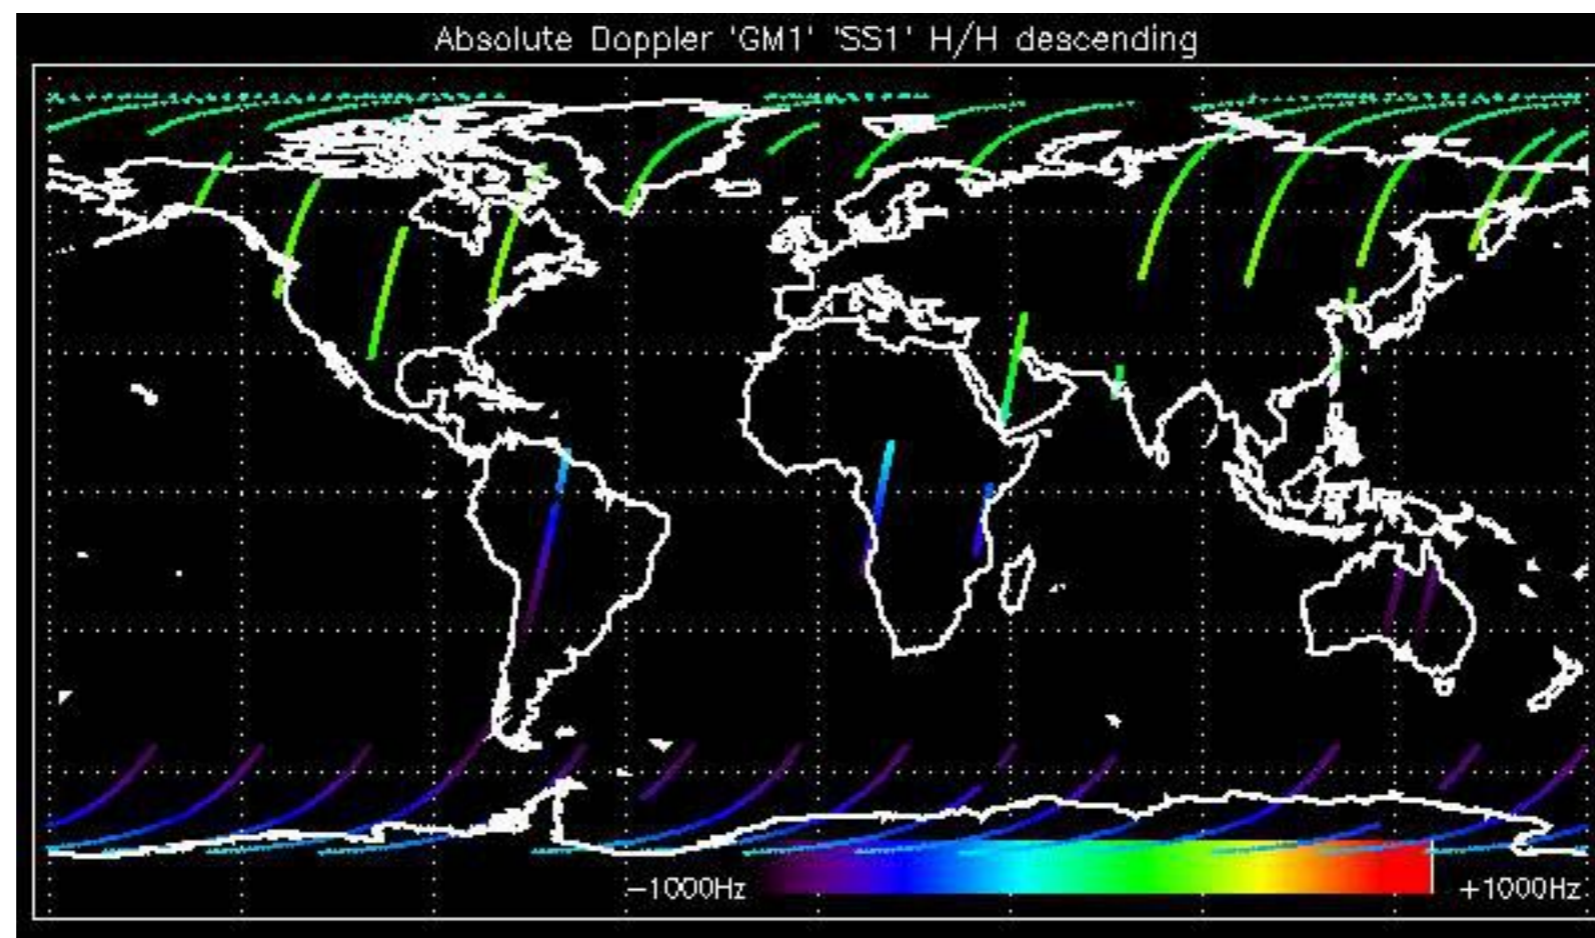 Absolute Doppler 'GM1' 'SS1' H/H descending
−1000Hz
+1000Hz